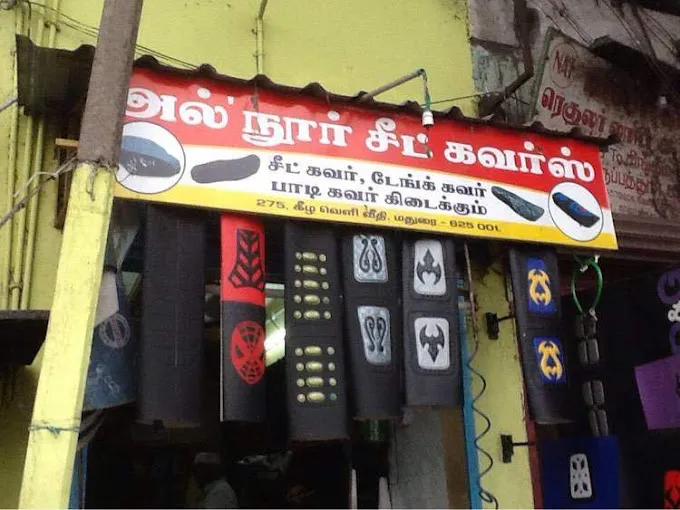 அல் நூர் சீட் கவர்ஸ்
சீட் கவர், டேங்க் கவர்
பாடி கவர் கிடைக்கும்
275, கீழ வெளி வீதி, மதுரை - 625 001.